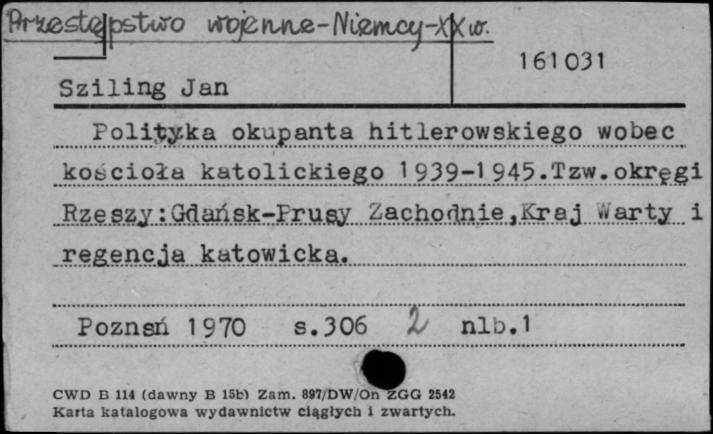 Przestępstwo wojenne-Niemcy-XX w.
161031
Sziling Jan
Polityka okupanta hitlerowskiego wobec
kościoła katolickiego 1939-1945.Tzw.okręgi
Rzeszy:Gdańsk-Prusy Zachodnie,Kraj Warty i
regencja katowicka.
Poznań 1970 s.306 2 nlb.1
CWD B 114 (dawny B 15b) Zam. 897/DW/On ZGG 2542
Karta katalogowa wydawnictw ciągłych i zwartych.